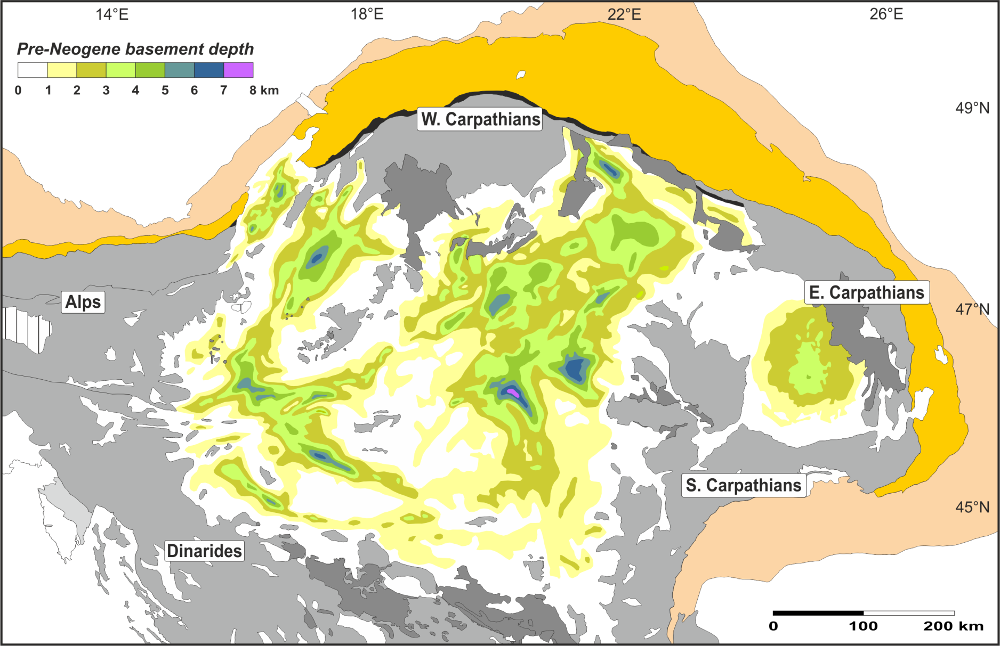 14°E 18°E 22°E 26°E
Pre-Neogene basement depth
0 1 2 3 4 5 6 7 8 km
49°N
W. Carpathians
E. Carpathians
Alps
47°N
S. Carpathians
45°N
Dinarides
0 100 200 km